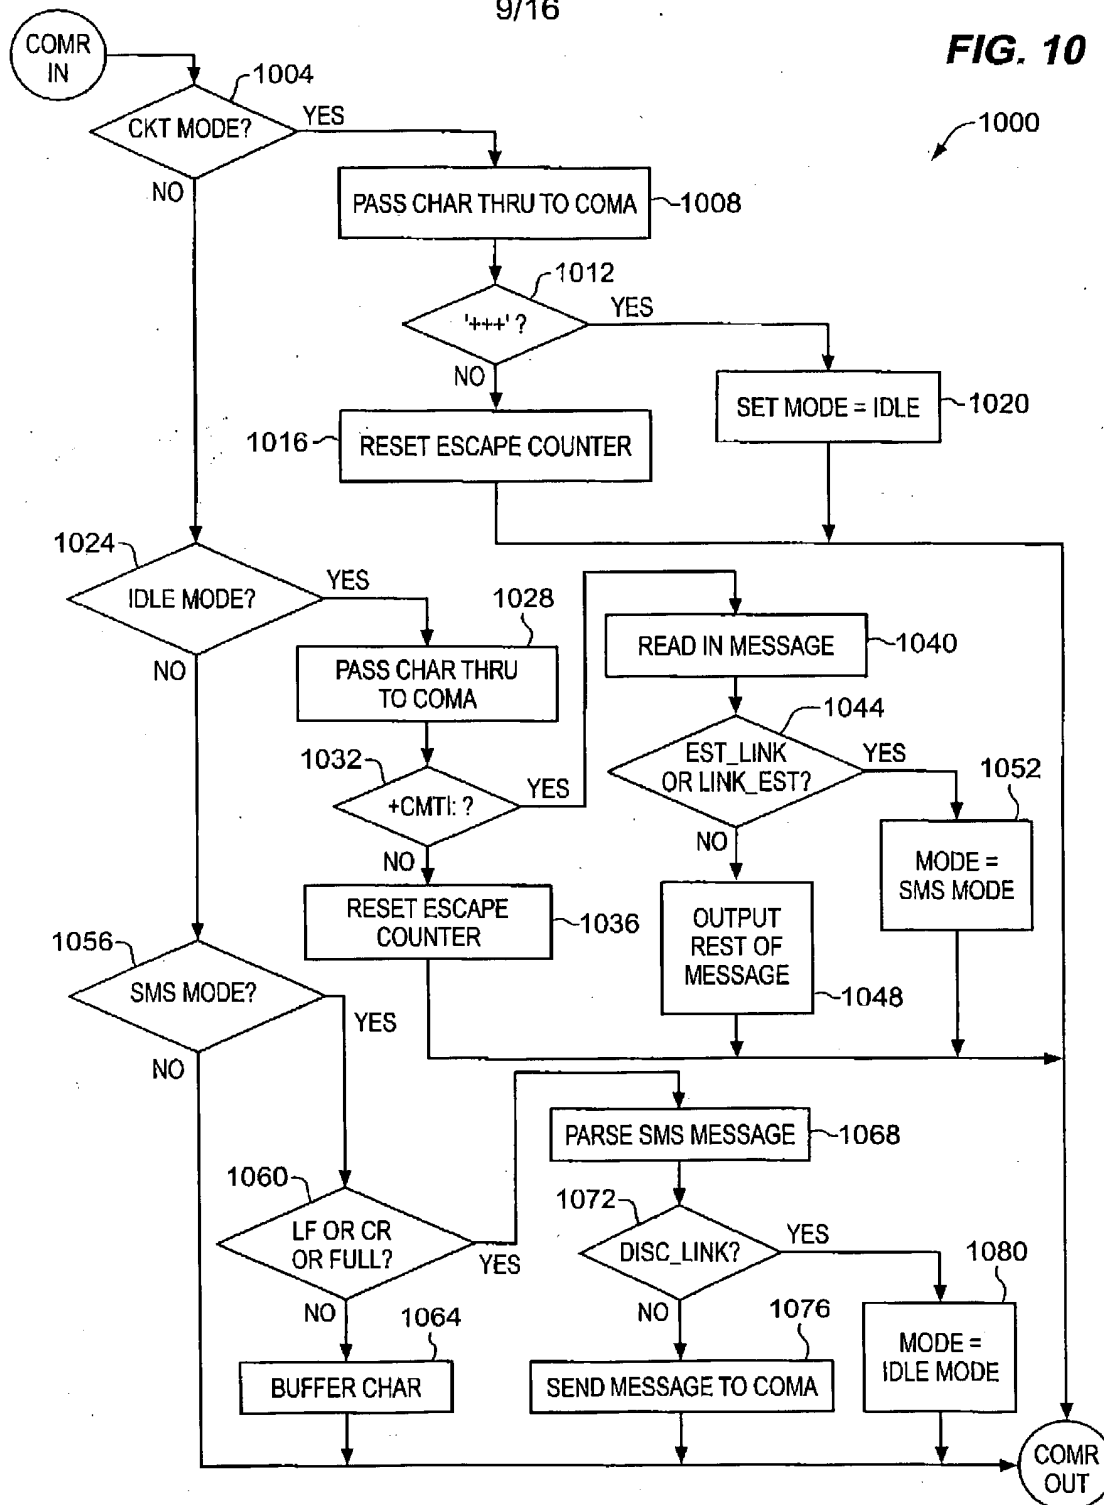 9/16
FIG. 10
COMR
IN
1004
CKT MODE?
YES
1000
NO
PASS CHAR THRU TO COMA
1008
1012
'+++' ?
YES
NO
SET MODE = IDLE
1020
1016
RESET ESCAPE COUNTER
1024
IDLE MODE?
YES
NO
1028
PASS CHAR THRU
TO COMA
READ IN MESSAGE
1040
1044
EST_LINK
OR LINK_EST?
YES
NO
1032
+CMTI: ?
YES
NO
1052
MODE =
SMS MODE
RESET ESCAPE
COUNTER
1036
OUTPUT
REST OF
MESSAGE
1048
1056
SMS MODE?
YES
NO
PARSE SMS MESSAGE
1068
1060
LF OR CR
OR FULL?
YES
NO
1072
DISC_LINK?
YES
NO
1080
MODE =
IDLE MODE
1064
BUFFER CHAR
1076
SEND MESSAGE TO COMA
COMR
OUT